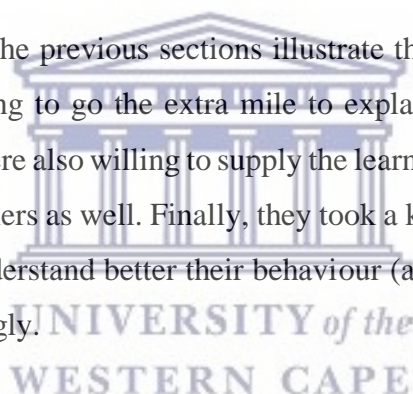 he previous sections illustrate th
ng to go the extra mile to expla
ere also willing to supply the learn
ers as well. Finally, they took a k
derstand better their behaviour (a
gly.
UNIVERSITY of the
WESTERN CAPE